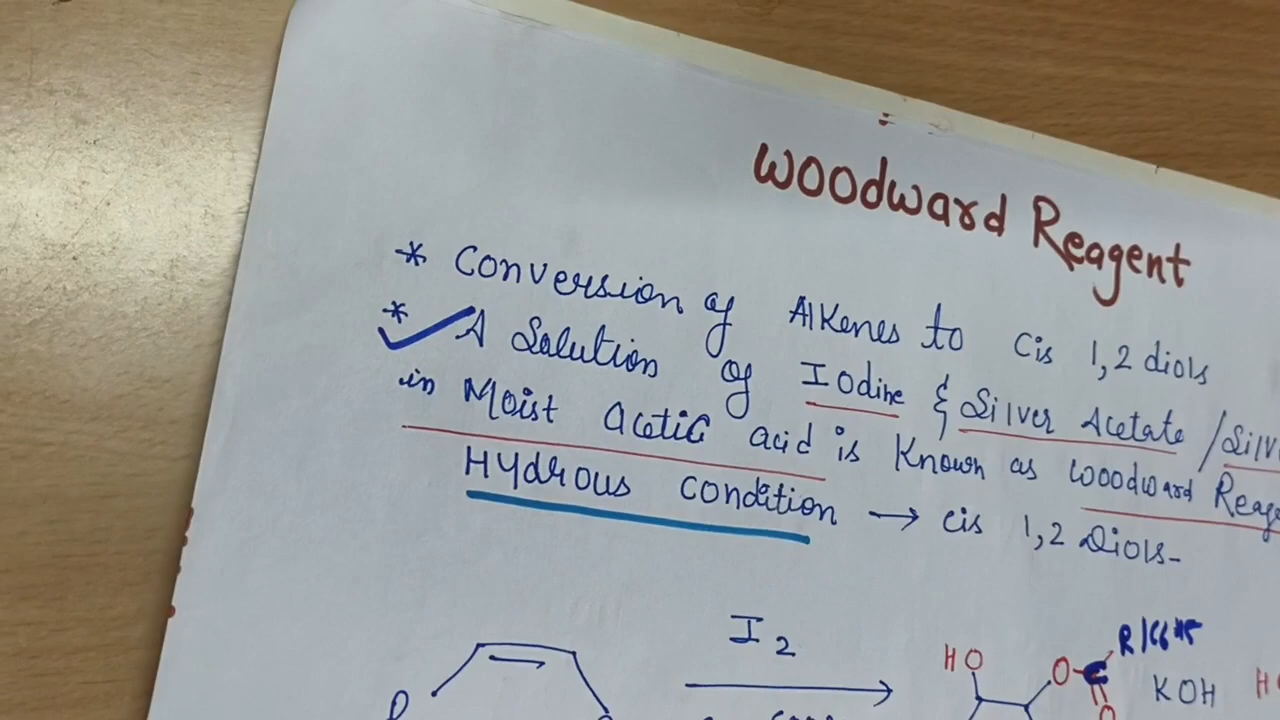 Woodward Reagent
* Conversion of Alkenes to cis 1,2 diols
* A Solution of Iodine & Silver Acetate /
in Moist acetic acid is Known as Woodward
Hydrous condition → cis 1,2 Diols-
I2
HO O R/C6H5
KOH
O